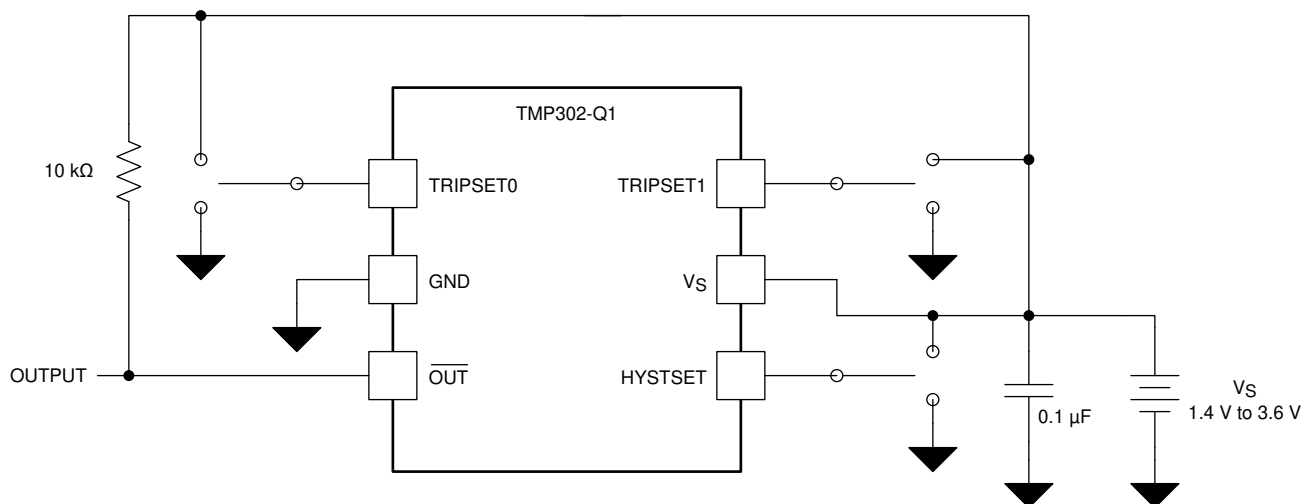 TMP302-Q1
10 kΩ
TRIPSET0
TRIPSET1
GND
VS
OUTPUT
OUT
HYSTSET
0.1 µF
VS
1.4 V to 3.6 V